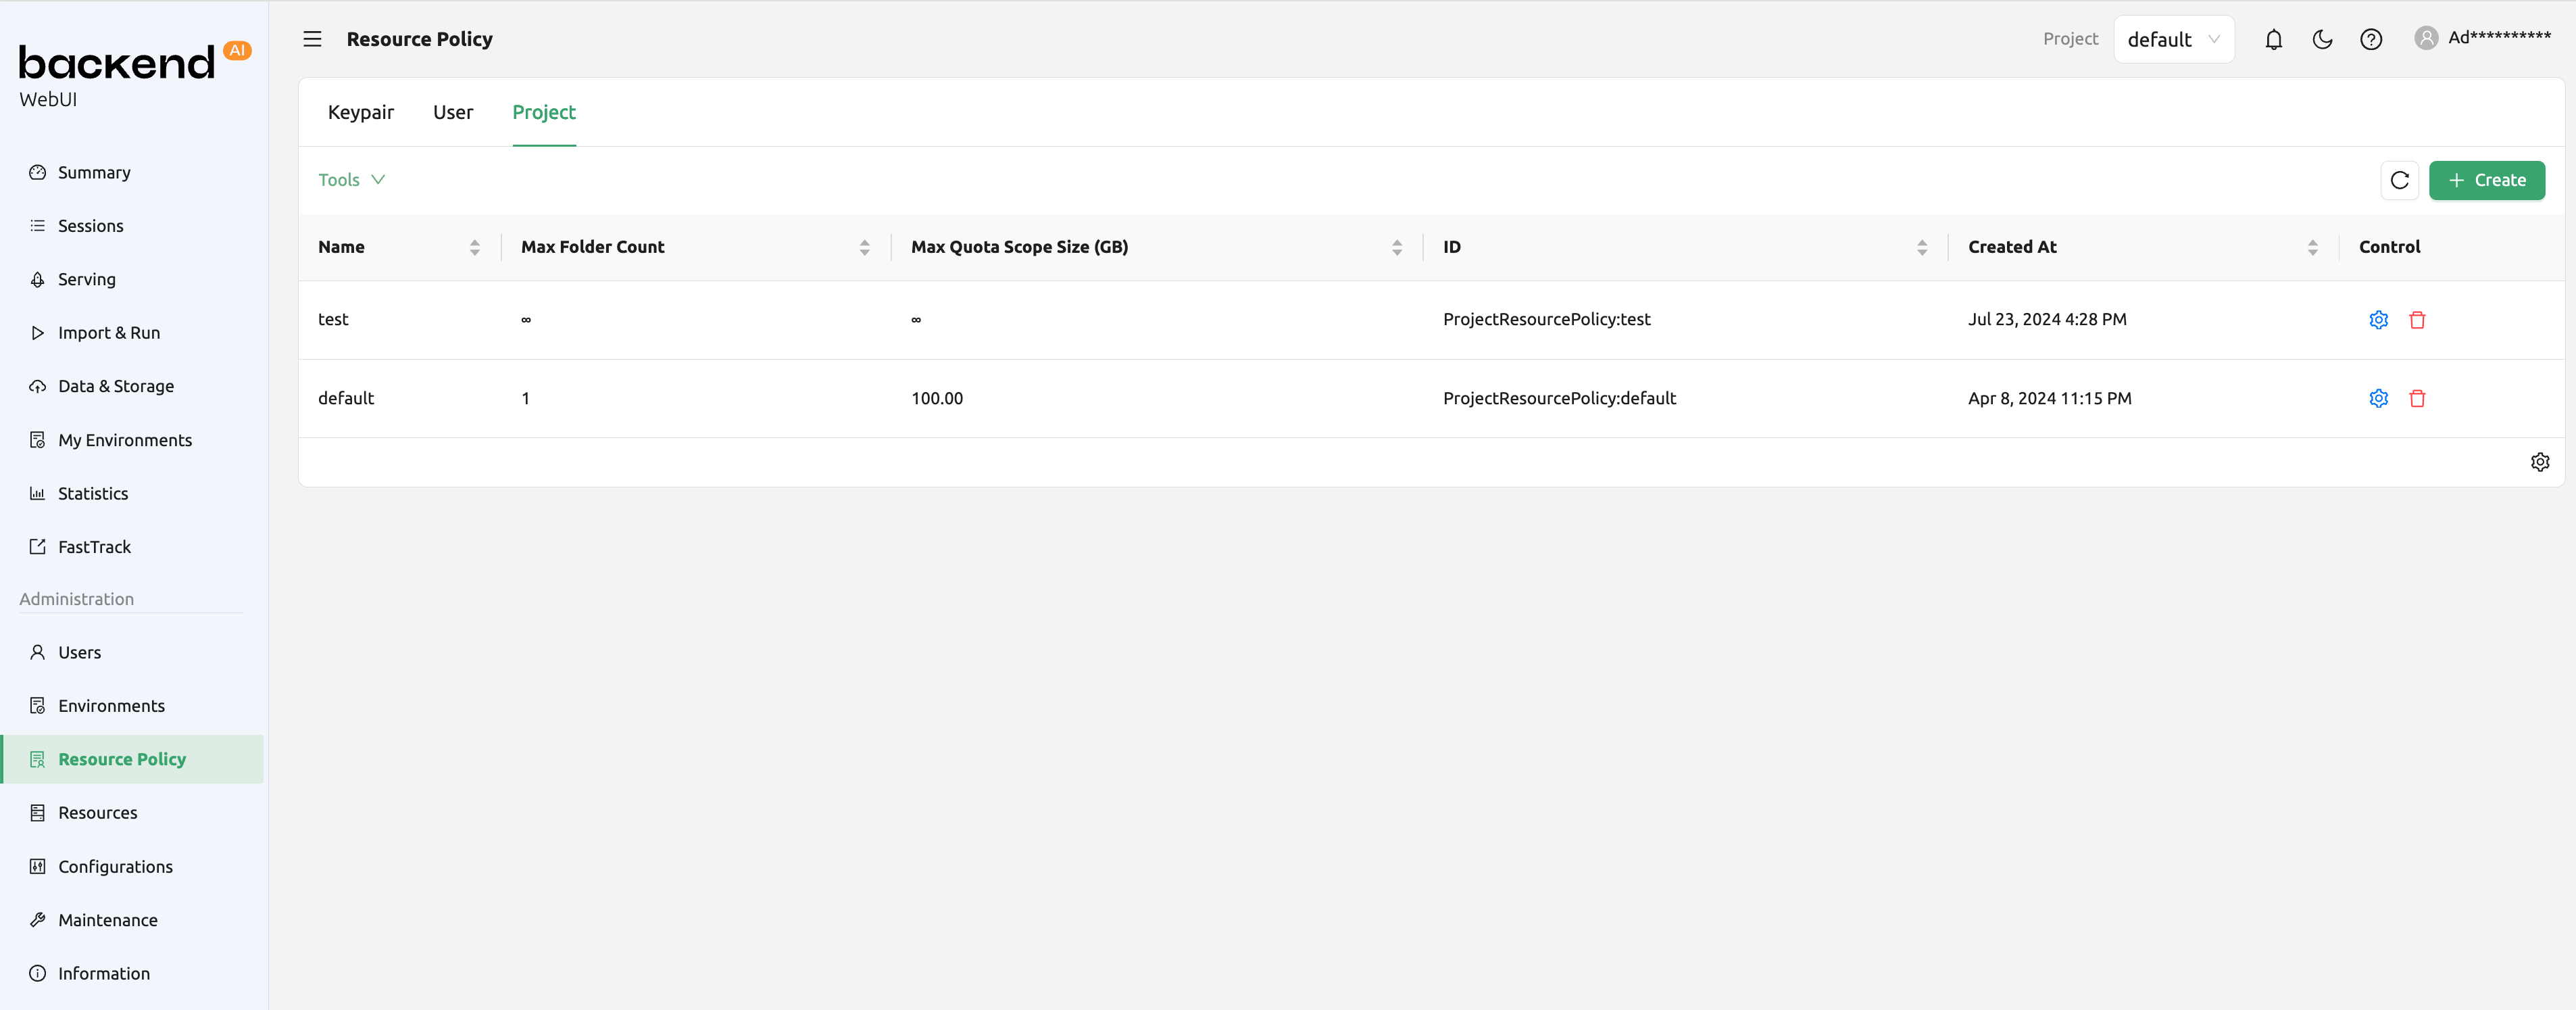 backend AI
WebUI
Summary
Sessions
Serving
Import & Run
Data & Storage
My Environments
Statistics
FastTrack
Administration
Users
Environments
Resource Policy
Resources
Configurations
Maintenance
Information
Resource Policy
Project default Ad**********
Keypair User Project
Tools
Create
Name Max Folder Count Max Quota Scope Size (GB) ID Created At Control
test ∞ ∞ ProjectResourcePolicy:test Jul 23, 2024 4:28 PM
default 1 100.00 ProjectResourcePolicy:default Apr 8, 2024 11:15 PM